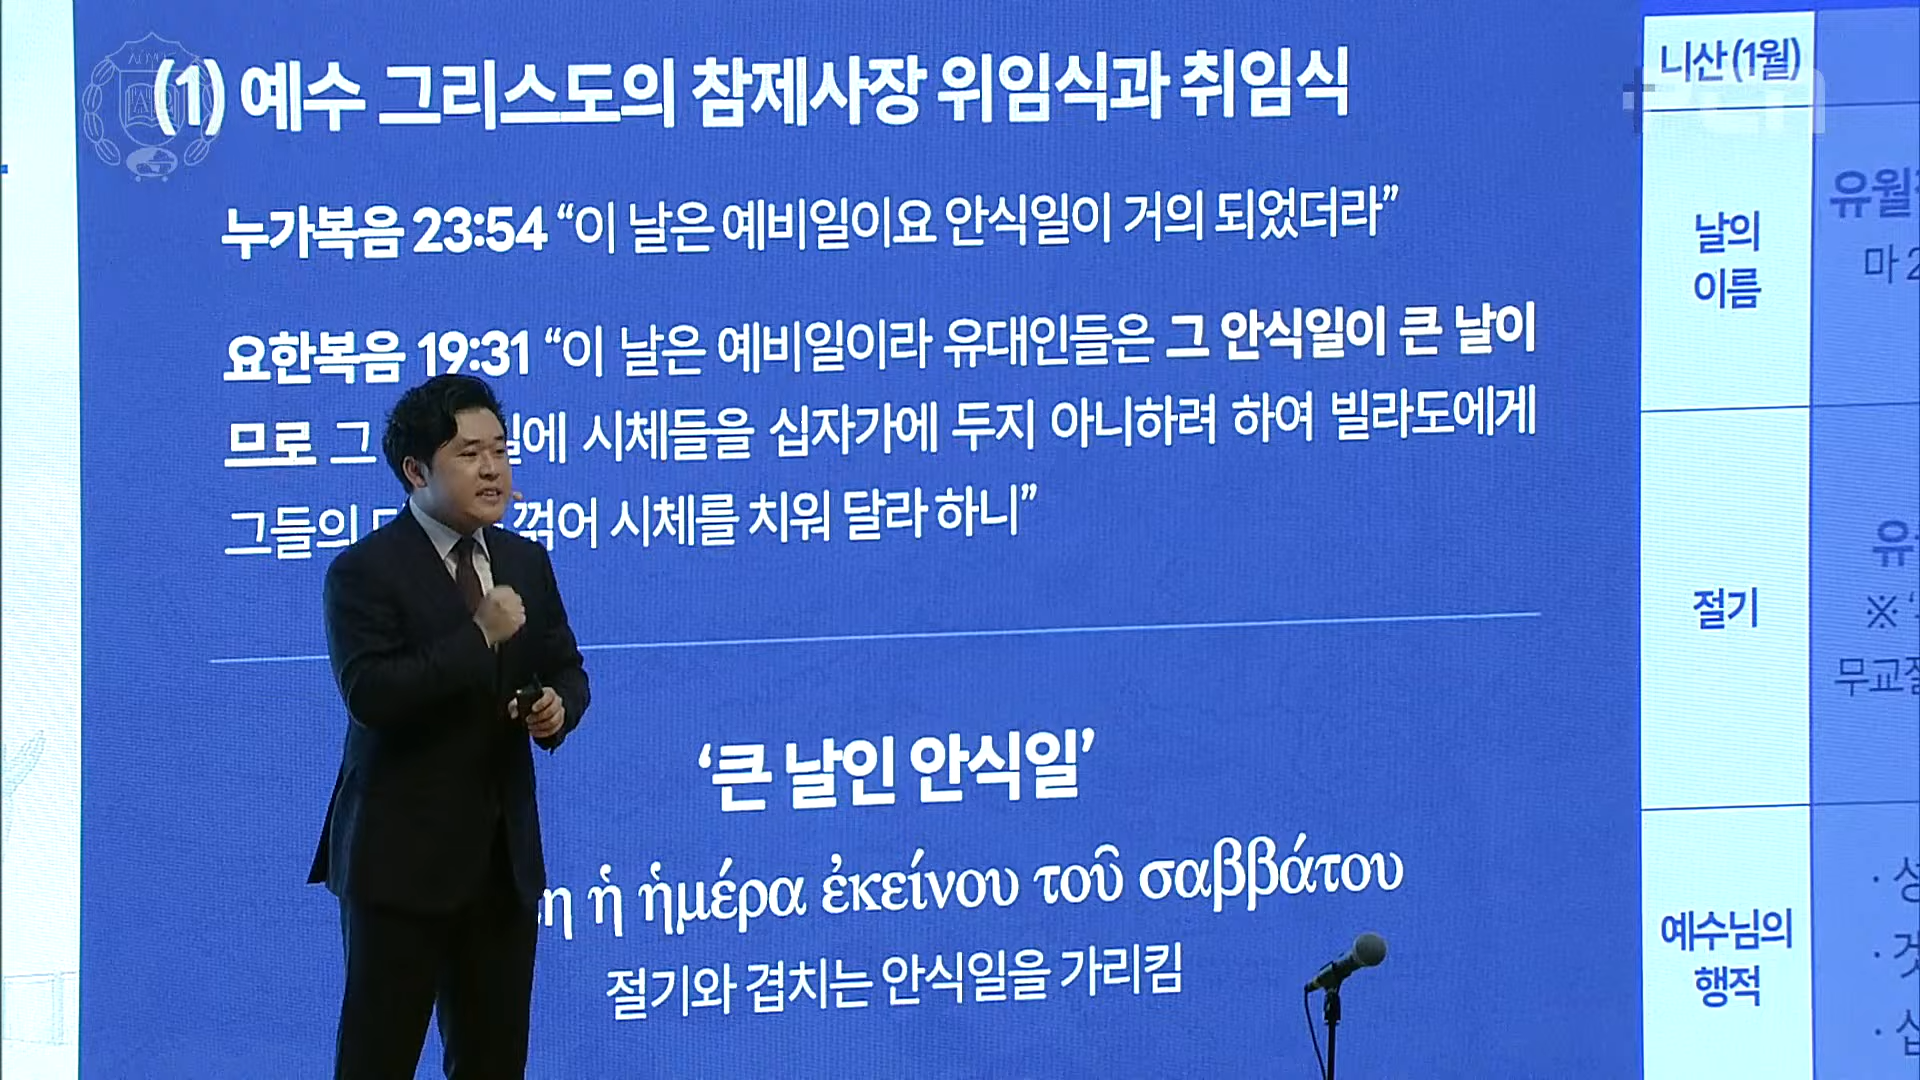 (1) 예수 그리스도의 참제사장 위임식과 취임식
누가복음 23:54 “이 날은 예비일이요 안식일이 거의 되었더라”
요한복음 19:31 “이 날은 예비일이라 유대인들은 그 안식일이 큰 날이
므로 그 시체들을 십자가에 두지 아니하려 하여 빌라도에게
그들의 꺾어 시체를 치워 달라 하니”
‘큰 날인 안식일’
ἡ ἡμέρα ἐκείνου τοῦ σαββάτου
절기와 겹치는 안식일을 가리킴
니산 (1월)
날의
이름
절기
무교절
예수님의
행적